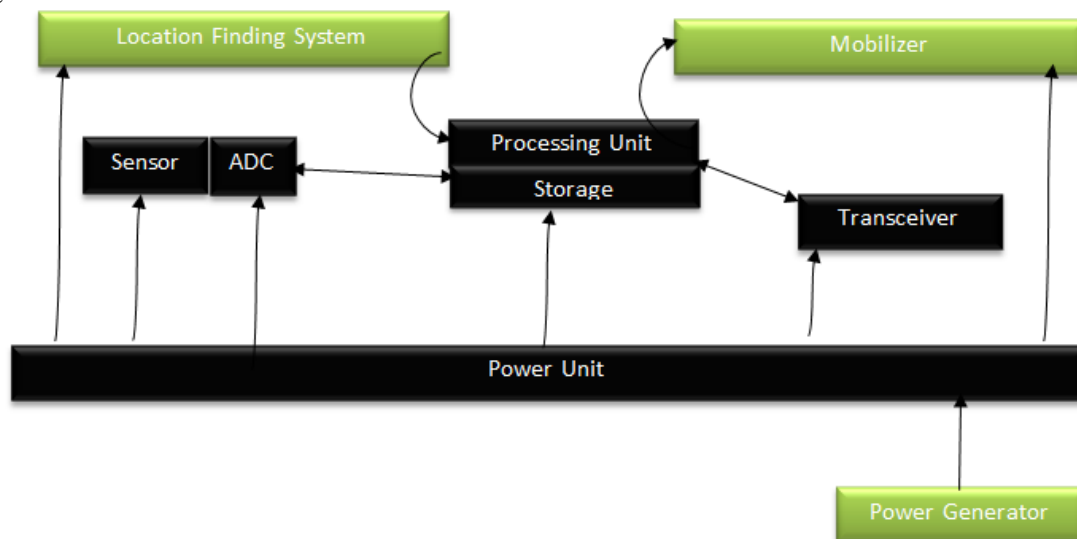 Location Finding System
Mobilizer
Processing Unit
Sensor
ADC
Storage
Transceiver
Power Unit
Power Generator